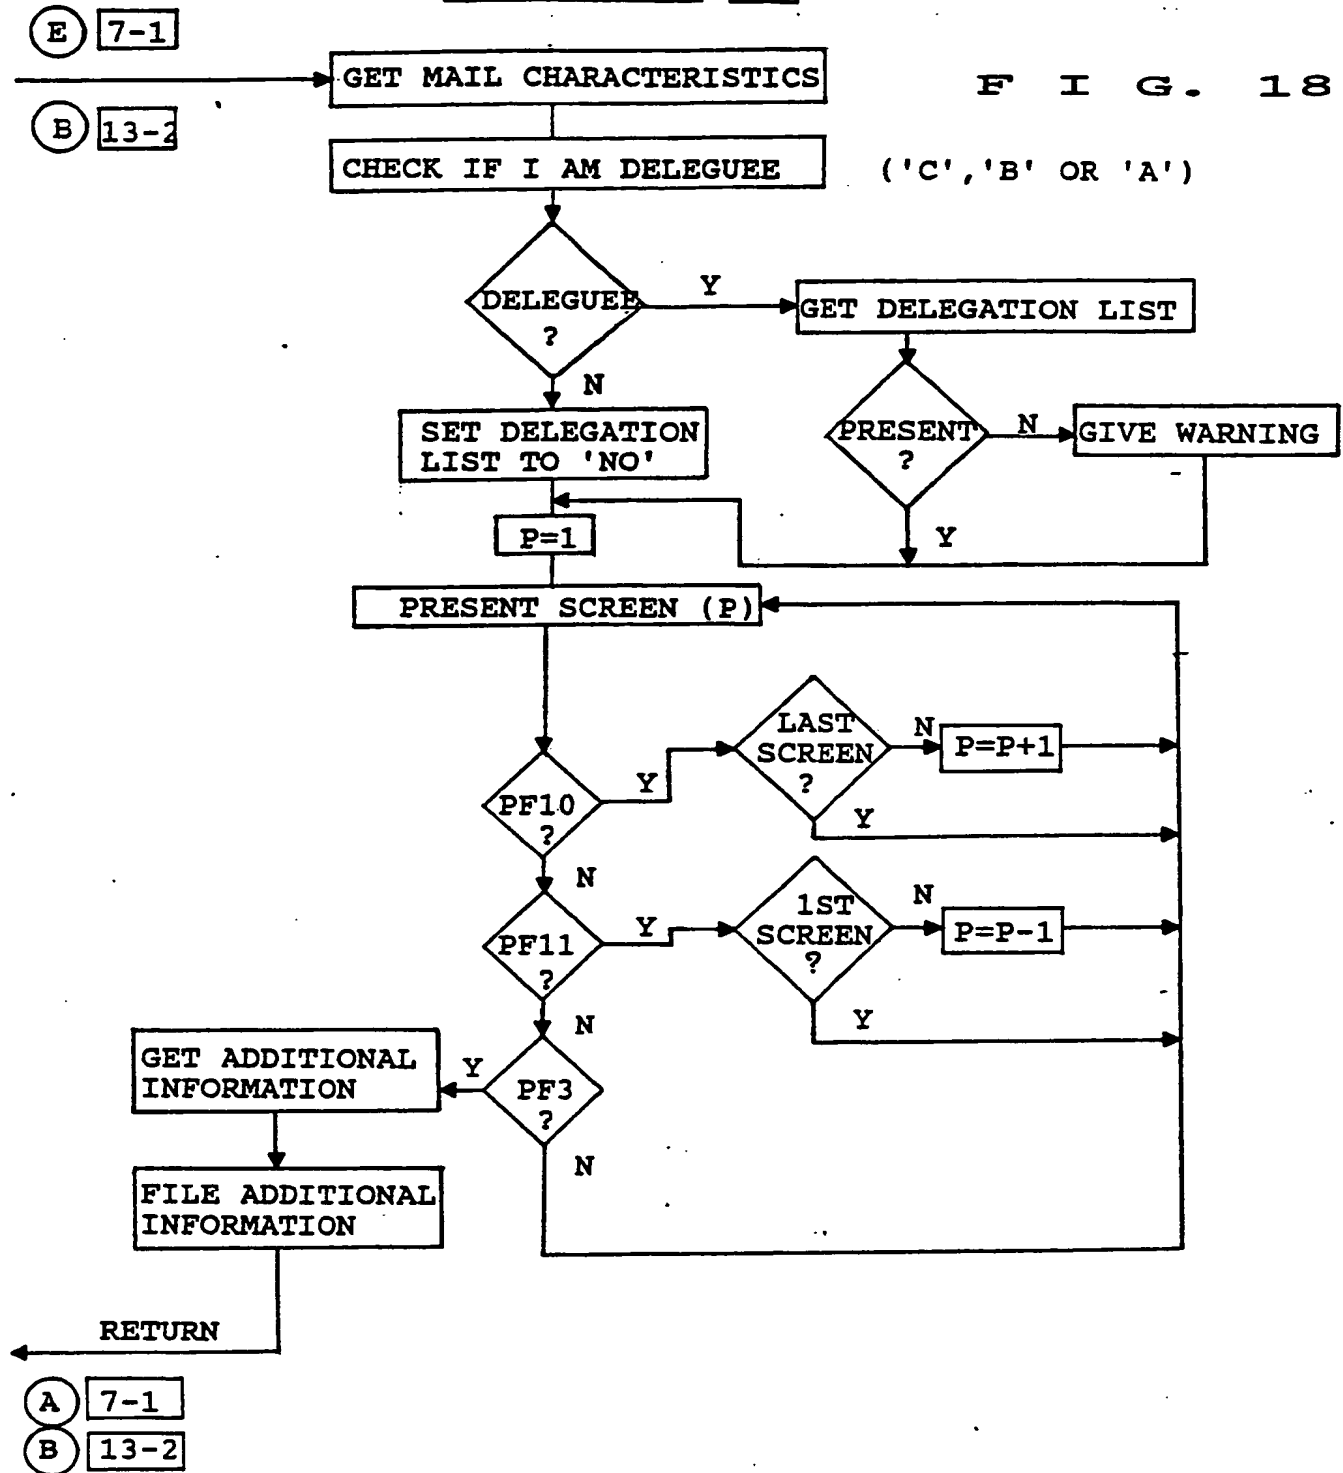 E 7-1
GET MAIL CHARACTERISTICS
F I G. 18
B 13-2
CHECK IF I AM DELEGUEE
('C','B' OR 'A')
DELEGUEE
?
Y
GET DELEGATION LIST
N
SET DELEGATION
LIST TO 'NO'
PRESENT
?
N
GIVE WARNING
Y
P=1
PRESENT SCREEN (P)
PF10
?
Y
LAST
SCREEN
?
N
P=P+1
Y
N
PF11
?
Y
1ST
SCREEN
?
N
P=P-1
Y
N
PF3
?
Y
GET ADDITIONAL
INFORMATION
N
FILE ADDITIONAL
INFORMATION
RETURN
A 7-1
B 13-2